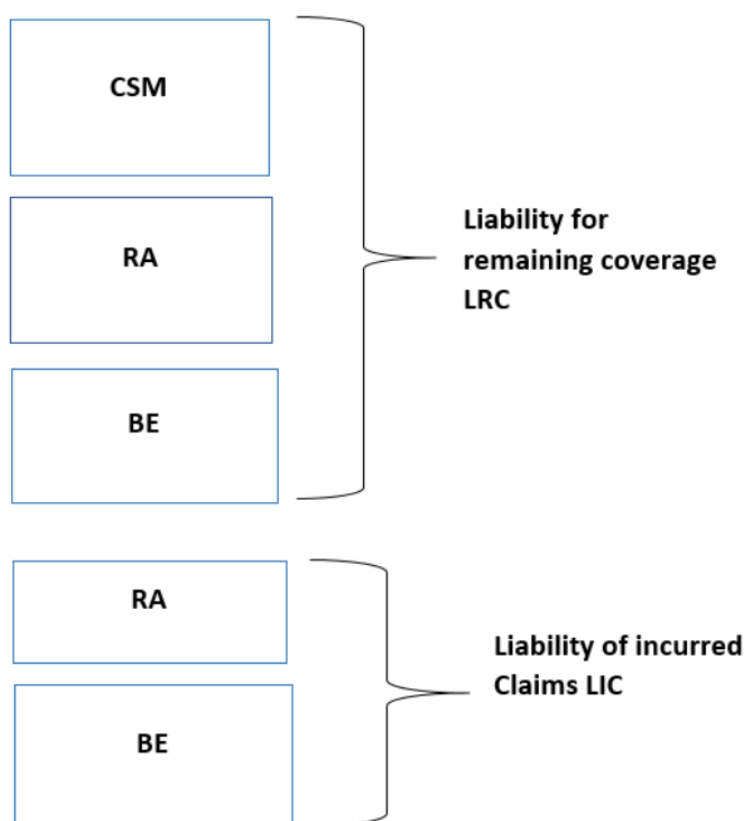 CSM
RA
Liability for
remaining coverage
LRC
BE
RA
Liability of incurred
Claims LIC
BE